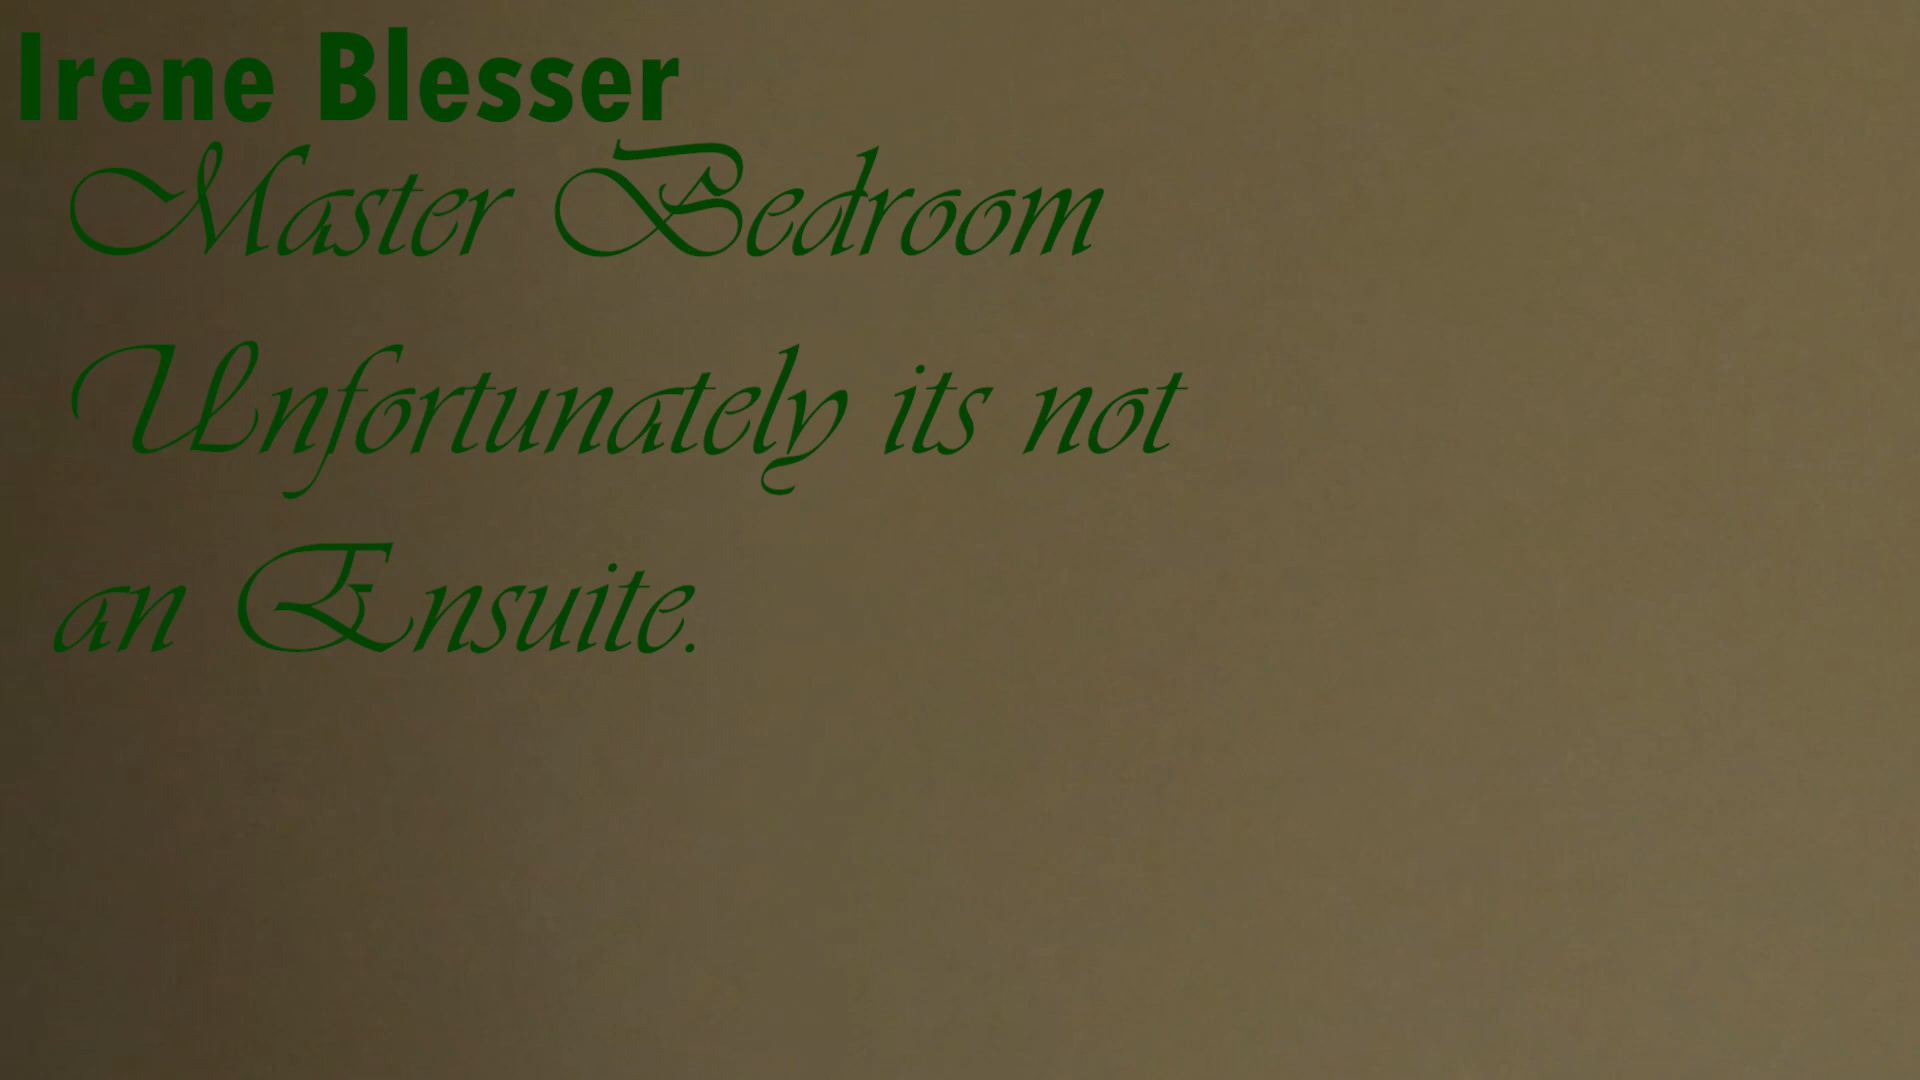 Irene Blesser
Master Bedroom
Unfortunately its not
an Ensuite.